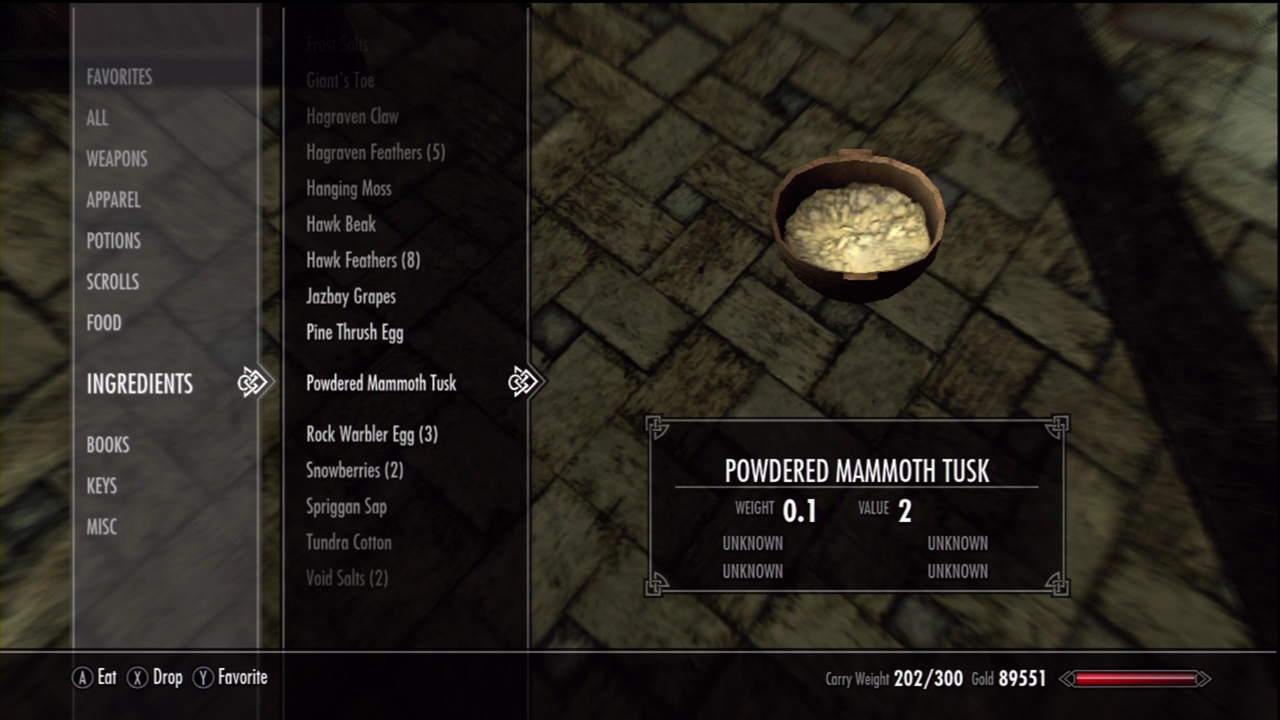 FAVORITES
ALL
WEAPONS
APPAREL
POTIONS
SCROLLS
FOOD
INGREDIENTS
BOOKS
KEYS
MISC
Frost Salts
Giant's Toe
Hagraven Claw
Hagraven Feathers (5)
Hanging Moss
Hawk Beak
Hawk Feathers (8)
Jazbay Grapes
Pine Thrush Egg
Powdered Mammoth Tusk
Rock Warbler Egg (3)
Snowberries (2)
Spriggan Sap
Tundra Cotton
Void Salts (2)
POWDERED MAMMOTH TUSK
WEIGHT 0.1 VALUE 2
UNKNOWN UNKNOWN
UNKNOWN UNKNOWN
A Eat X Drop Y Favorite
Carry Weight 202/300 Gold 89551